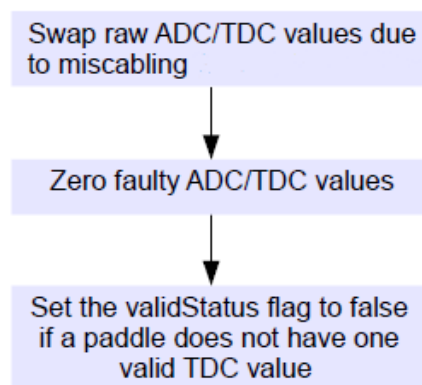 Swap raw ADC/TDC values due
to miscabling
Zero faulty ADC/TDC values
Set the validStatus flag to false
if a paddle does not have one
valid TDC value